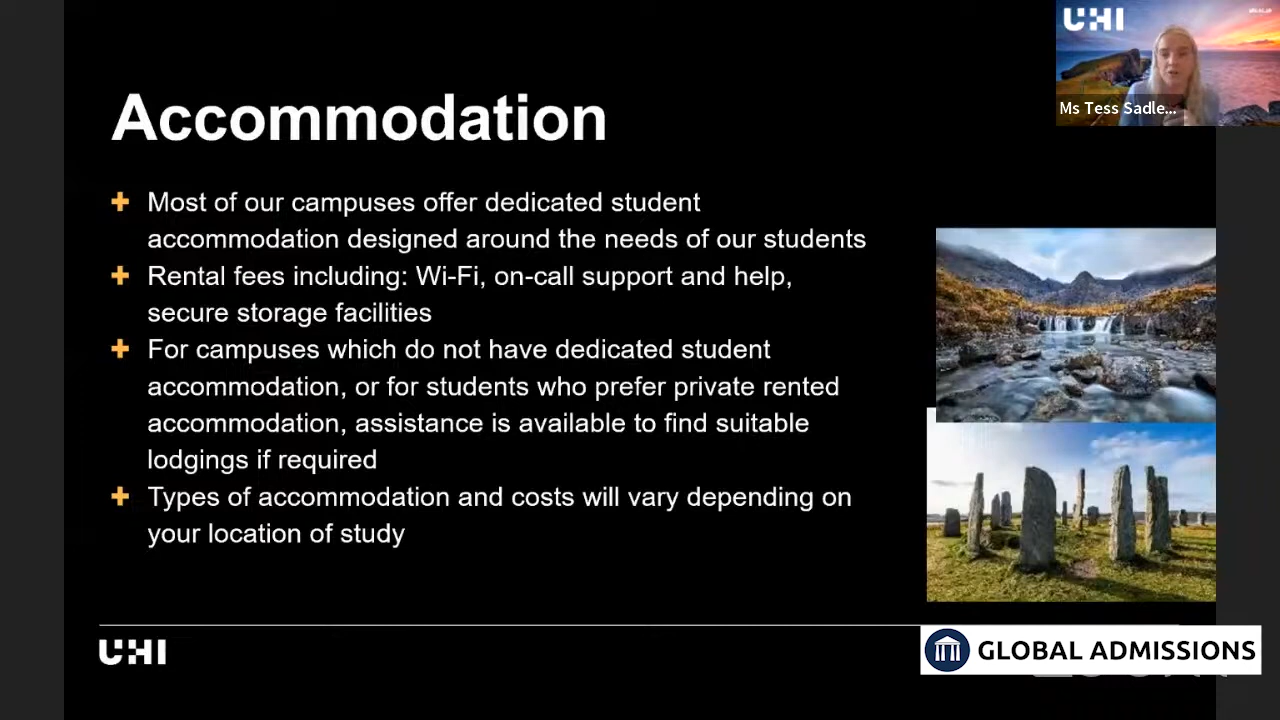 UHI
Ms Tess Sadle...
Accommodation
Most of our campuses offer dedicated student
accommodation designed around the needs of our students
Rental fees including: Wi-Fi, on-call support and help,
secure storage facilities
For campuses which do not have dedicated student
accommodation, or for students who prefer private rented
accommodation, assistance is available to find suitable
lodgings if required
Types of accommodation and costs will vary depending on
your location of study
UHI
GLOBAL ADMISSIONS